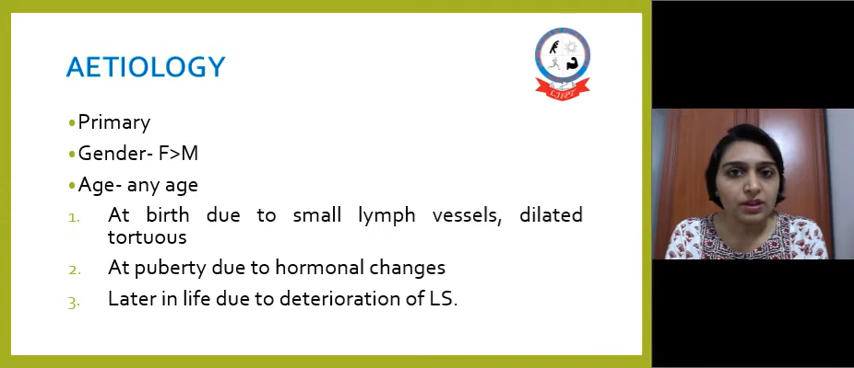 AETIOLOGY
•Primary
•Gender- F>M
•Age- any age
1. At birth due to small lymph vessels, dilated
tortuous
2. At puberty due to hormonal changes
3. Later in life due to deterioration of LS.